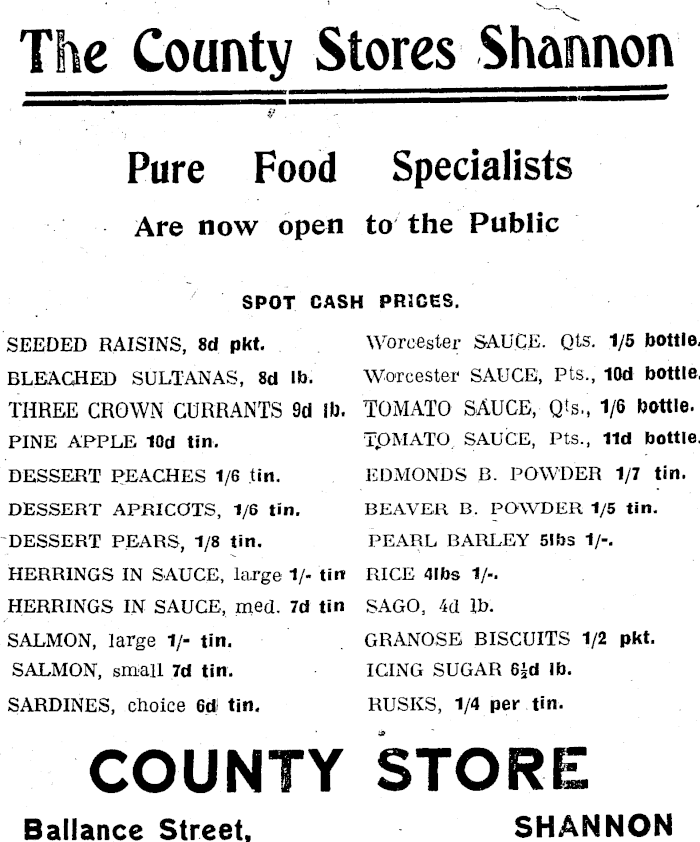 The County Stores Shannon
Pure Food Specialists
Are now open to the Public
SPOT CASH PRICES.
SEEDED RAISINS, 8d pkt.
BLEACHED SULTANAS, 8d lb.
THREE CROWN CURRANTS 9d lb.
PINE APPLE 10d tin.
DESSERT PEACHES 1/6 tin.
DESSERT APRICOTS, 1/6 tin.
DESSERT PEARS, 1/8 tin.
HERRINGS IN SAUCE, large 1/- tin
HERRINGS IN SAUCE, med. 7d tin
SALMON, large 1/- tin.
SALMON, small 7d tin.
SARDINES, choice 6d tin.
Worcester SAUCE. Qts. 1/5 bottle.
Worcester SAUCE, Pts., 10d bottle.
TOMATO SAUCE, Qts., 1/6 bottle.
TOMATO SAUCE, Pts., 11d bottle.
EDMONDS B. POWDER 1/7 tin.
BEAVER B. POWDER 1/5 tin.
PEARL BARLEY 5lbs 1/-.
RICE 4lbs 1/-.
SAGO, 4d lb.
GRANOSE BISCUITS 1/2 pkt.
ICING SUGAR 6½d lb.
RUSKS, 1/4 per tin.
COUNTY STORE
Ballance Street, SHANNON